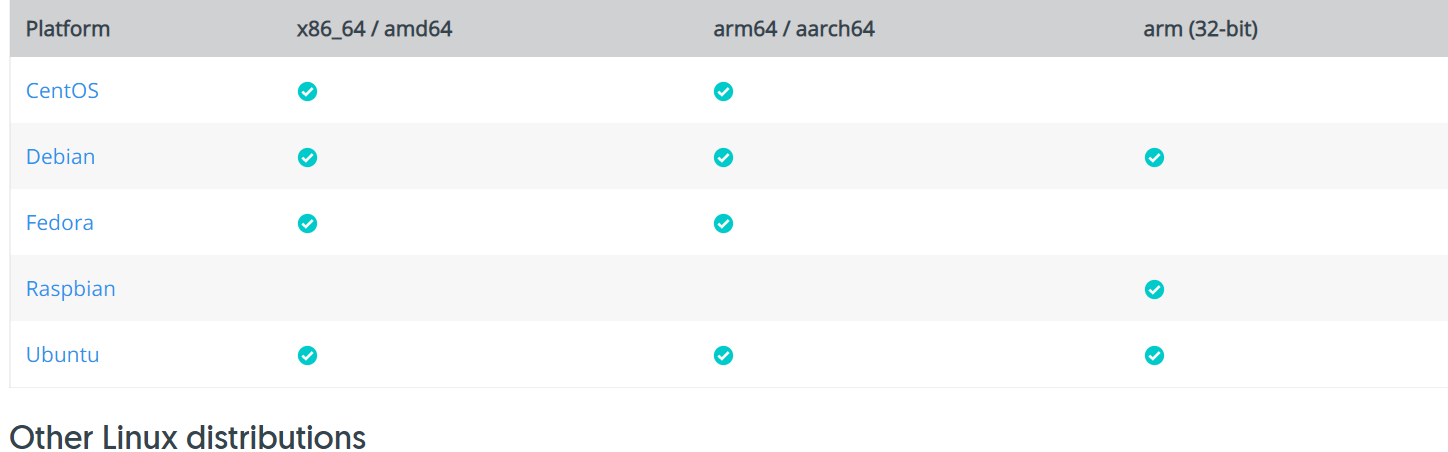 Platform x86_64 / amd64 arm64 / aarch64 arm (32-bit)
CentOS
Debian
Fedora
Raspbian
Ubuntu
Other Linux distributions